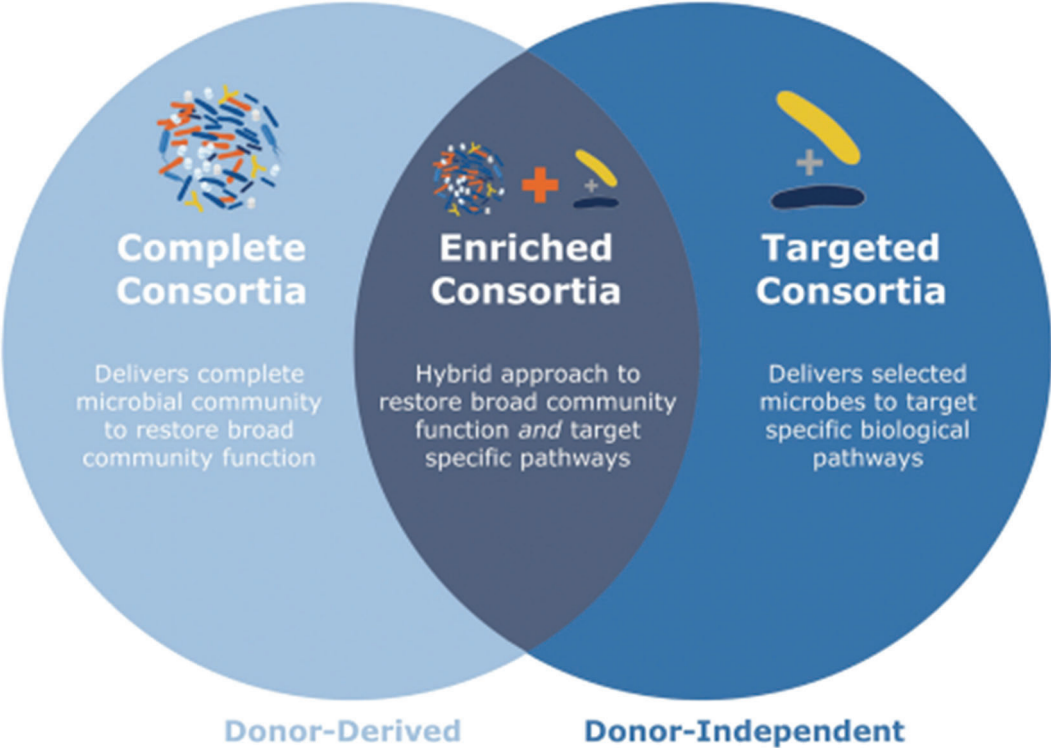 Complete
Consortia
Delivers complete
microbial community
to restore broad
community function
Enriched
Consortia
Hybrid approach to
restore broad community
function and target
specific pathways
Targeted
Consortia
Delivers selected
microbes to target
specific biological
pathways
Donor-Derived
Donor-Independent